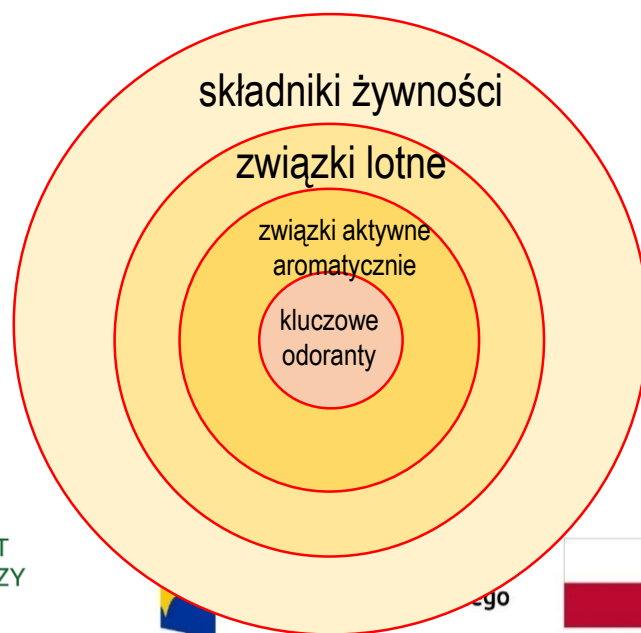 składniki żywności
związki lotne
związki aktywne
aromatycznie
kluczowe
odoranty